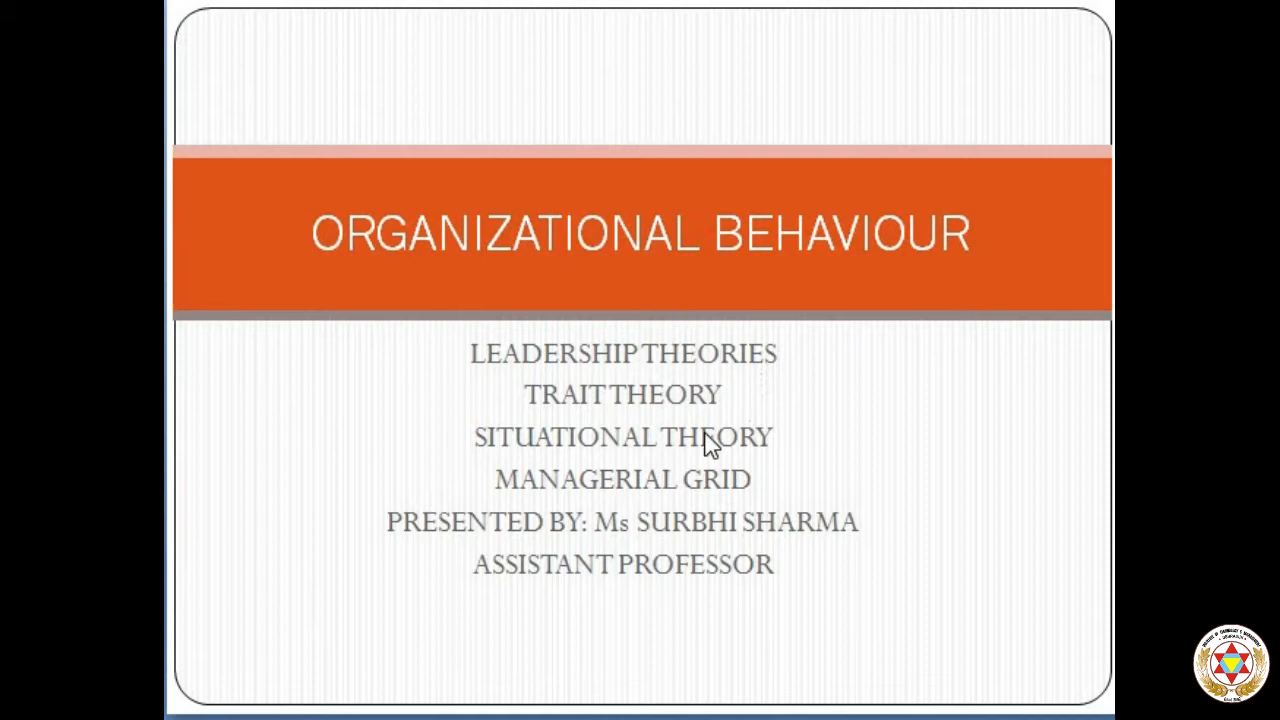 ORGANIZATIONAL BEHAVIOUR
LEADERSHIP THEORIES
TRAIT THEORY
SITUATIONAL THEORY
MANAGERIAL GRID
PRESENTED BY: Ms SURBHI SHARMA
ASSISTANT PROFESSOR